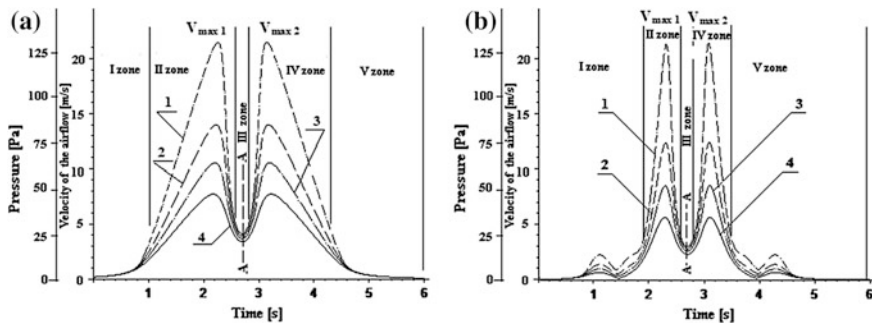 (a)
V max 1
V max 2
I zone
II zone
III zone
IV zone
V zone
Pressure [Pa]
Velocity of the airflow [m/s]
125
100
75
50
25
0
20
15
10
5
0
1
2
3
4
A
A
1
2
3
4
5
6
Time [s]
(b)
V max 1
V max 2
I zone
II zone
III zone
IV zone
V zone
Pressure [Pa]
Velocity of the airflow [m/s]
125
100
75
50
25
0
20
15
10
5
0
1
2
3
4
A
A
1
2
3
4
5
6
Time [s]